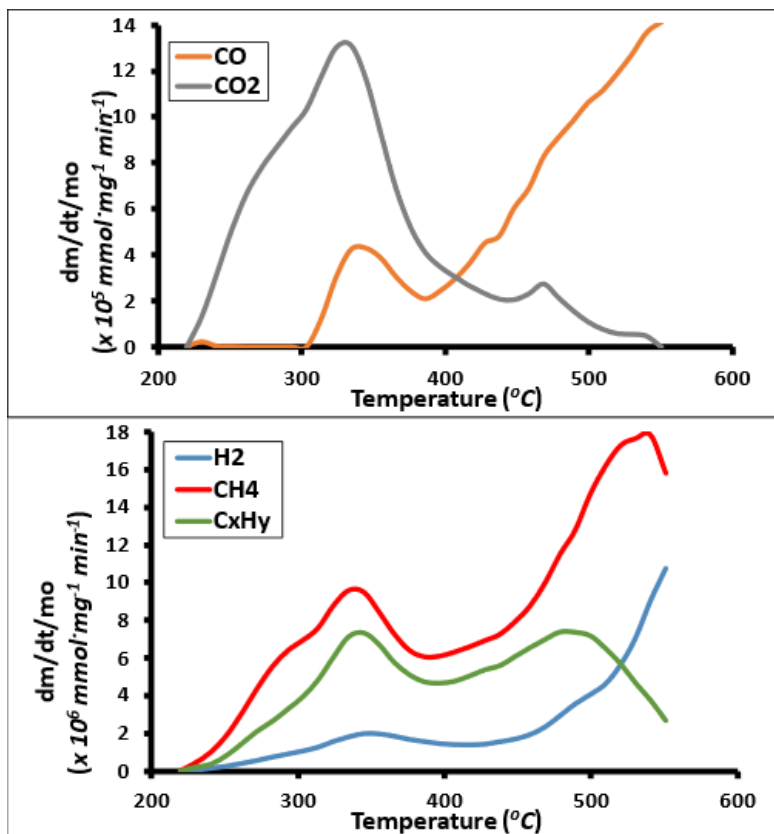 14
12
10
8
6
4
2
0
CO
CO2
dm/dt/mo
(x 10⁵ mmol·mg⁻¹ min⁻¹)
200 300 400 500 600
Temperature (°C)
18
16
14
12
10
8
6
4
2
0
H2
CH4
CxHy
dm/dt/mo
(x 10⁶ mmol·mg⁻¹ min⁻¹)
200 300 400 500 600
Temperature (°C)